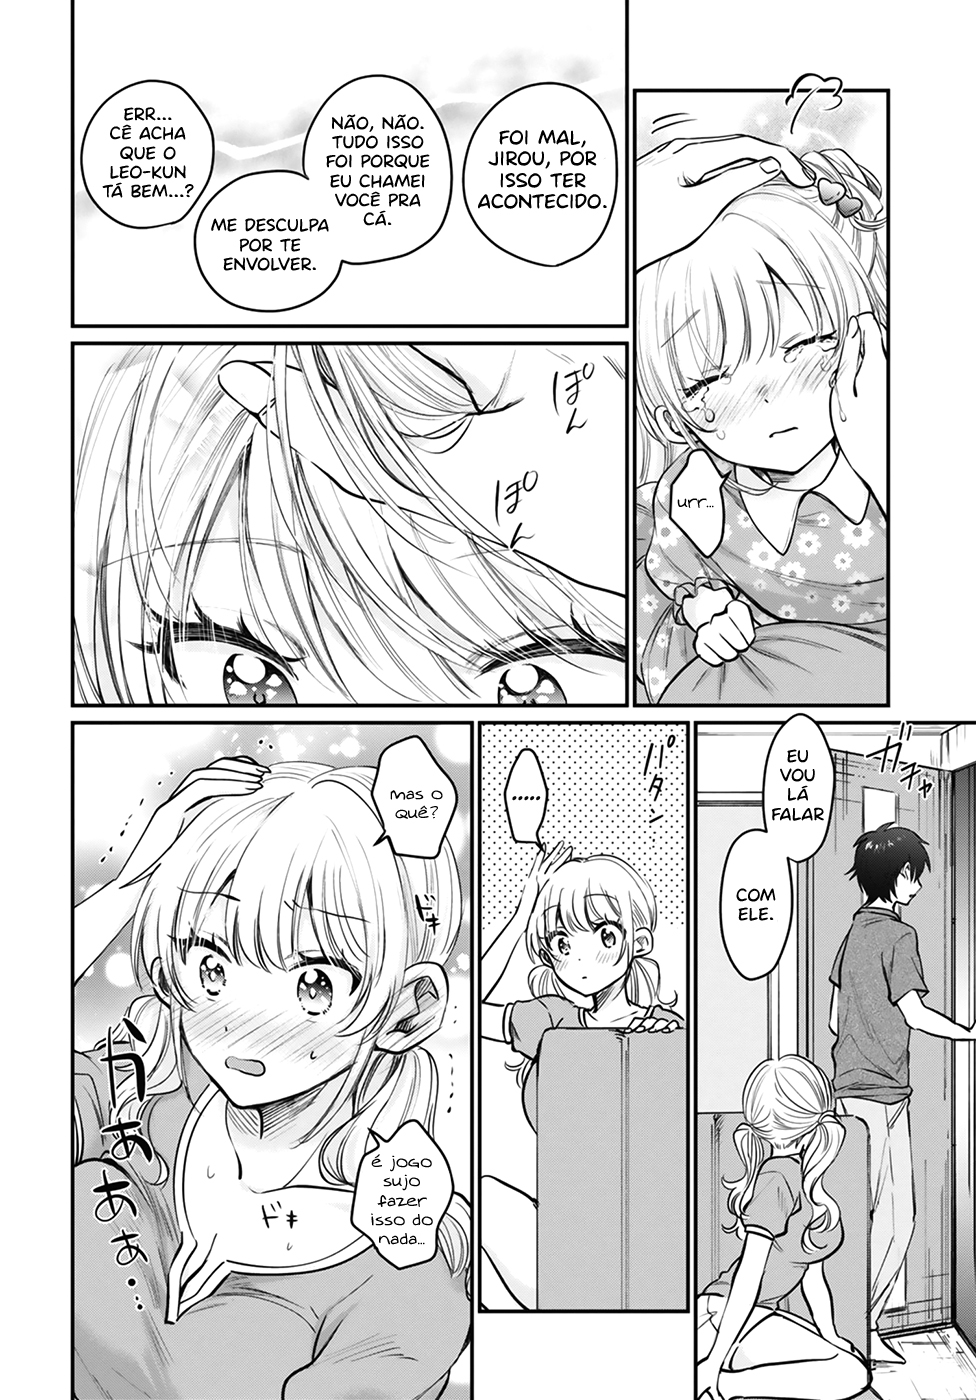 FOI MAL,
JIROU, POR
ISSO TER
ACONTECIDO.
NÃO, NÃO.
TUDO ISSO
FOI PORQUE
EU CHAMEI
VOCÊ PRA
CÁ.
ME DESCULPA
POR TE
ENVOLVER.
ERR...
CÊ ACHA
QUE O
LEO-KUN
TÁ BEM...?
urr...
ぽん
ぽん
ガチャ
EU
VOU
LÁ
FALAR
COM
ELE.
パタン
.....
mas o
quê?
ドキ
かあああぁ...
é jogo
sujo
fazer
isso do
nada...
ドキ